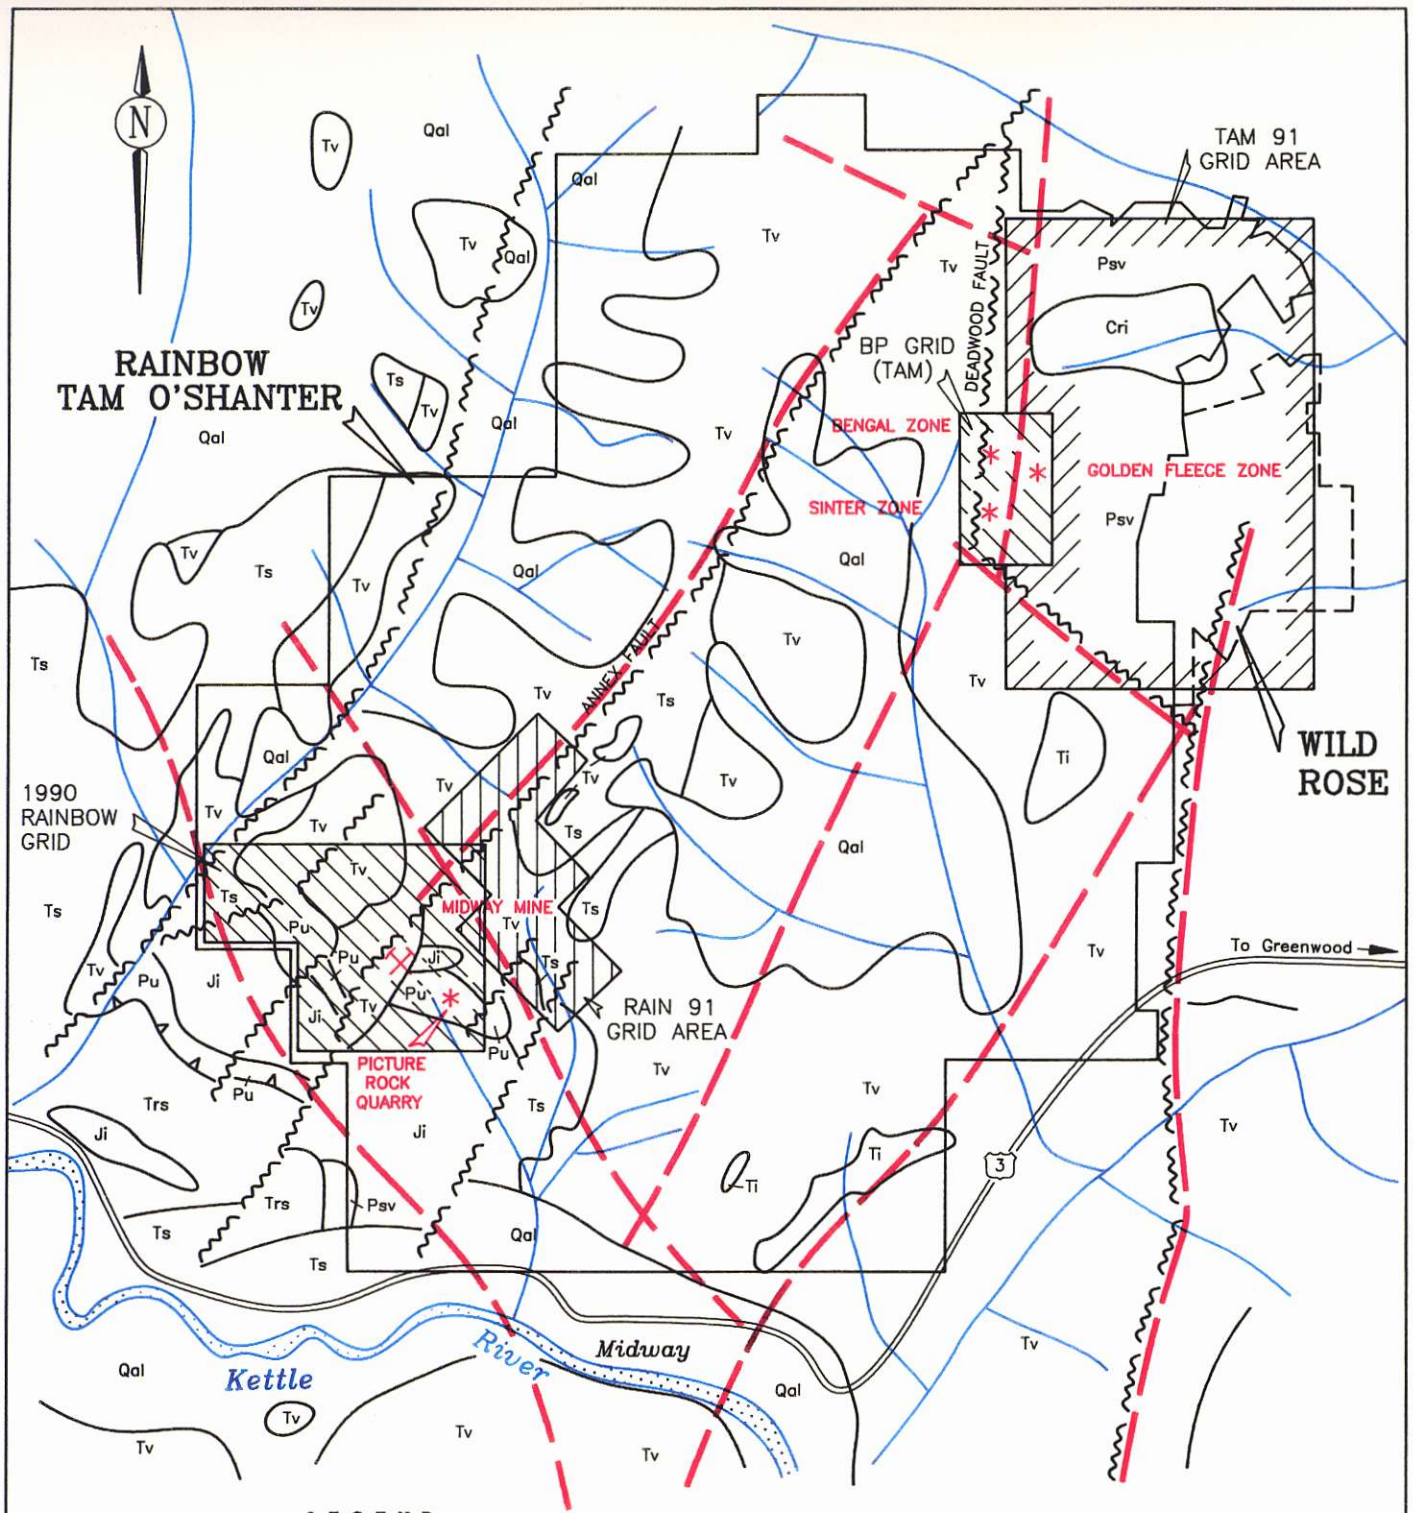 N
Tv
Qal
Qal
TAM 91
GRID AREA
Tv
Qal
Tv
Tv
Psv
Tv
DEADWOOD FAULT
Cri
BP GRID
(TAM)
RAINBOW
TAM O'SHANTER
Ts
Tv
Qal
Qal
Tv
BENGAL ZONE
GOLDEN FLEECE ZONE
SINTER ZONE
Psv
Tv
Ts
Tv
Qal
Qal
Ts
Tv
ANNEX FAULT
Tv
Ts
Tv
Qal
Ti
WILD
ROSE
1990
RAINBOW
GRID
Tv
Tv
Tv
Tv
Tv
Ts
Qal
Tv
Ts
Ts
Pu
MIDWAY MINE
Tv
Ts
Tv
To Greenwood
Tv
Pu
Ji
Pu
Ji
Ts
Pu
Tv
Ji
RAIN 91
GRID AREA
Pu
PICTURE
ROCK
QUARRY
Tv
Tv
Trs
Pu
Ts
Ji
Ji
Tv
Ti
Ti
3
Trs
Psv
Ts
Ts
Qal
Qal
Kettle
River
Midway
Tv
Qal
Tv
Tv
Tv
Tv